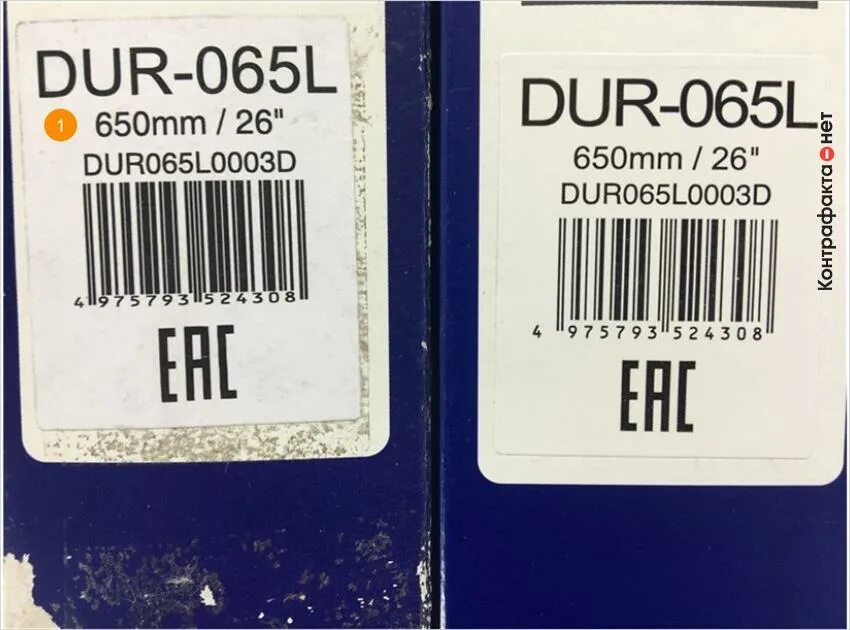 DUR-065L
1
650mm / 26"
DUR065L0003D
4 975793 524308
EAC
DUR-065L
650mm / 26"
DUR065L0003D
4 975793 524308
EAC
Контрафакта-нет